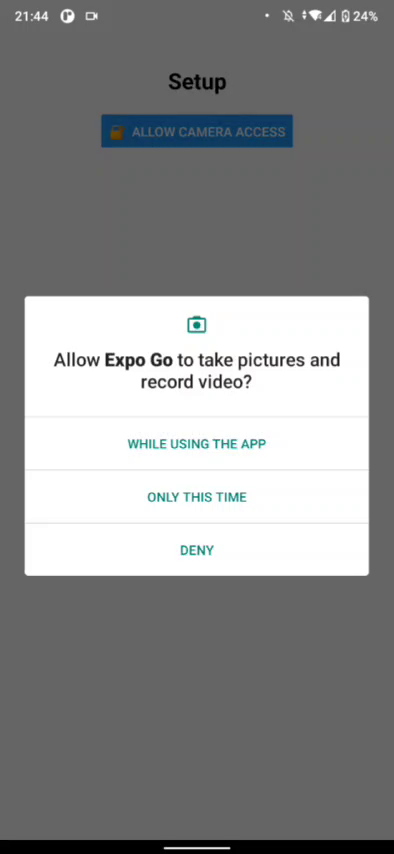 21:44
24%
Setup
ALLOW CAMERA ACCESS
Allow Expo Go to take pictures and
record video?
WHILE USING THE APP
ONLY THIS TIME
DENY